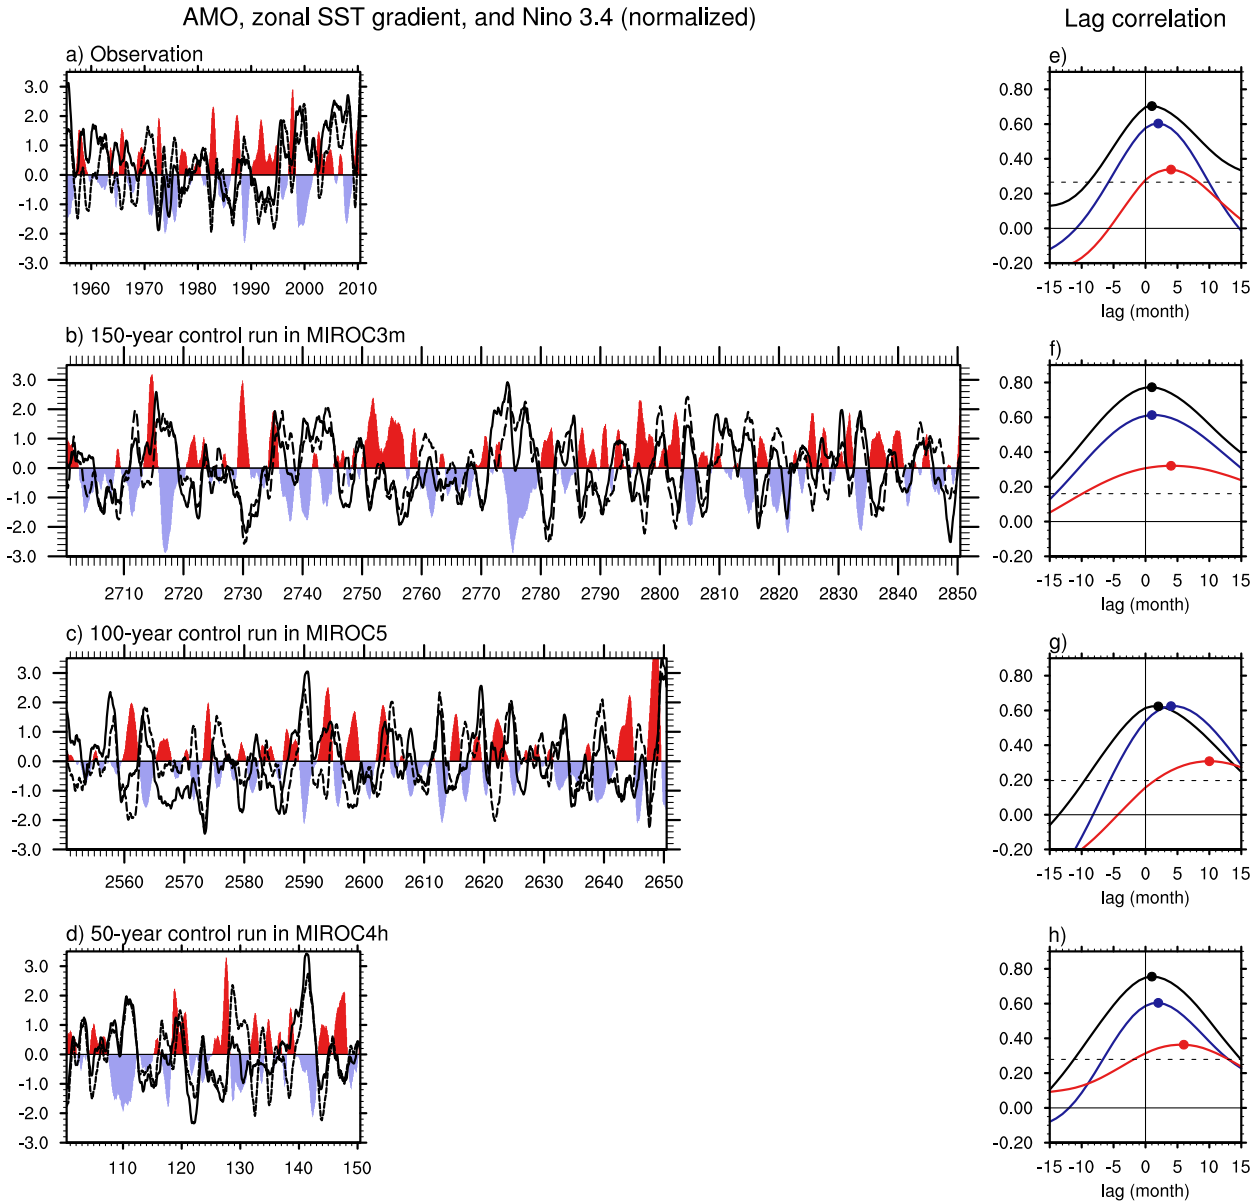 AMO, zonal SST gradient, and Nino 3.4 (normalized)
Lag correlation
a) Observation
3.0
2.0
1.0
0.0
-1.0
-2.0
-3.0
1960 1970 1980 1990 2000 2010
e)
0.80
0.60
0.40
0.20
0.00
-0.20
-15 -10 -5 0 5 10 15
lag (month)
b) 150-year control run in MIROC3m
3.0
2.0
1.0
0.0
-1.0
-2.0
-3.0
2710 2720 2730 2740 2750 2760 2770 2780 2790 2800 2810 2820 2830 2840 2850
f)
0.80
0.60
0.40
0.20
0.00
-0.20
-15 -10 -5 0 5 10 15
lag (month)
c) 100-year control run in MIROC5
3.0
2.0
1.0
0.0
-1.0
-2.0
-3.0
2560 2570 2580 2590 2600 2610 2620 2630 2640 2650
g)
0.80
0.60
0.40
0.20
0.00
-0.20
-15 -10 -5 0 5 10 15
lag (month)
d) 50-year control run in MIROC4h
3.0
2.0
1.0
0.0
-1.0
-2.0
-3.0
110 120 130 140 150
h)
0.80
0.60
0.40
0.20
0.00
-0.20
-15 -10 -5 0 5 10 15
lag (month)